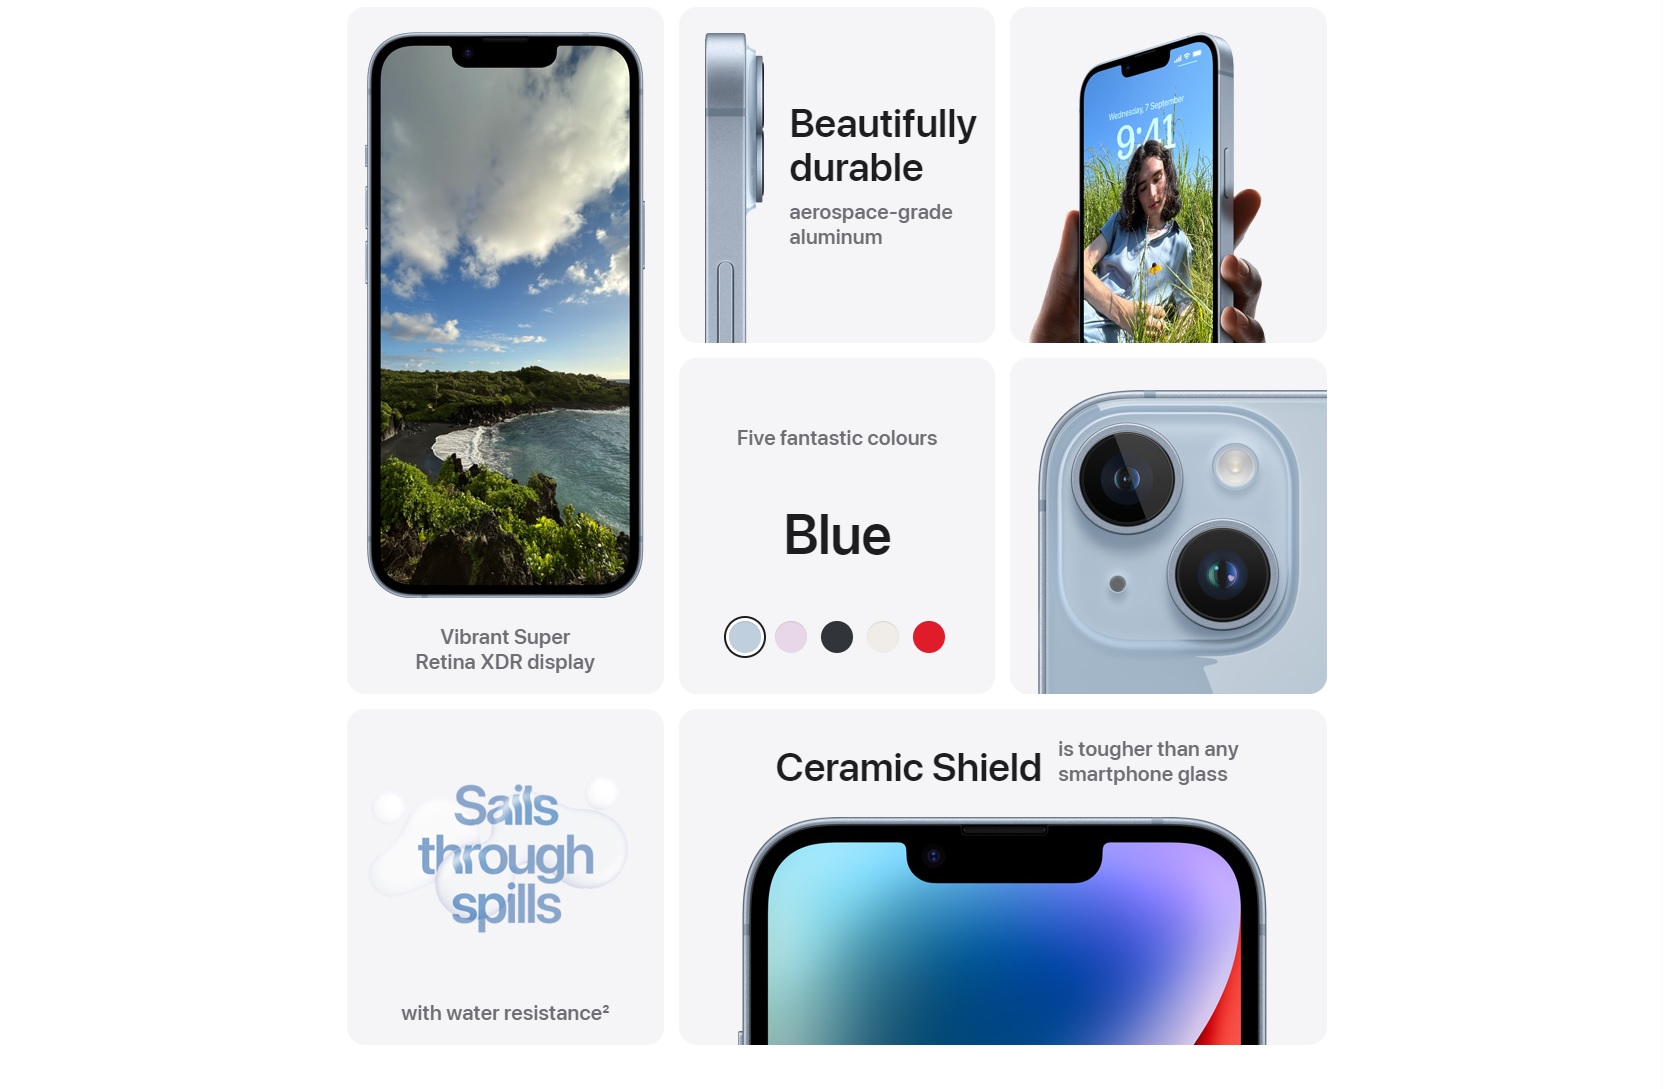 Beautifully
durable
aerospace-grade
aluminum
Wednesday, 7 September
9:41
Vibrant Super
Retina XDR display
Five fantastic colours
Blue
Sails
through
spills
with water resistance²
Ceramic Shield
is tougher than any
smartphone glass